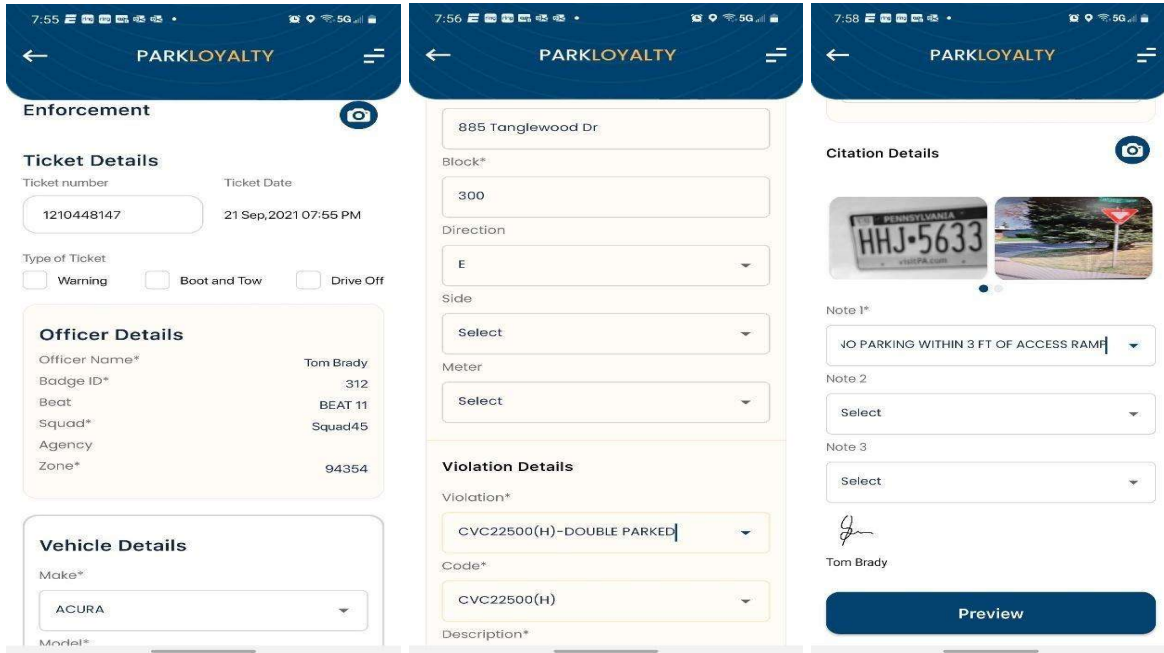 7:55
5G
PARKLOYALTY
Enforcement
Ticket Details
Ticket number
Ticket Date
1210448147
21 Sep,2021 07:55 PM
Type of Ticket
Warning
Boot and Tow
Drive Off
Officer Details
Officer Name*
Tom Brady
Badge ID*
312
Beat
BEAT 11
Squad*
Squad45
Agency
Zone*
94354
Vehicle Details
Make*
ACURA
Model*
7:56
5G
PARKLOYALTY
885 Tanglewood Dr
Block*
300
Direction
E
Side
Select
Meter
Select
Violation Details
Violation*
CVC22500(H)-DOUBLE PARKED
Code*
CVC22500(H)
Description*
7:58
5G
PARKLOYALTY
Citation Details
PENNSYLVANIA
HHJ•5633
visitPA.com
Note 1*
NO PARKING WITHIN 3 FT OF ACCESS RAMP
Note 2
Select
Note 3
Select
Tom Brady
Preview